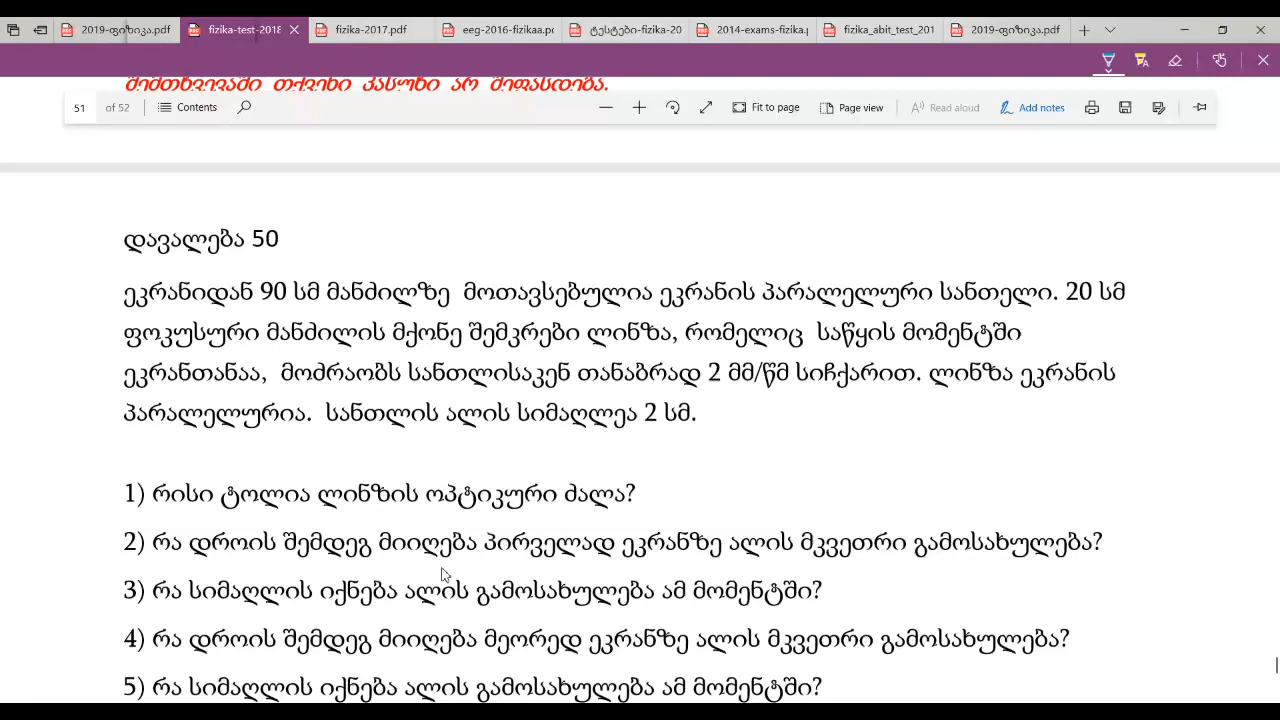 2019-ფიზიკა.pdf
fizika-test-2018
fizika-2017.pdf
eeg-2016-fizikaa.pc
ტესტები-fizika-20
2014-exams-fizika.p
fizika_abit_test_201
2019-ფიზიკა.pdf
შემთხვევაში თქვენი პასუხი არ შეფასდება.
51 of 52 Contents Fit to page Page view Read aloud Add notes
დავალება 50
ეკრანიდან 90 სმ მანძილზე მოთავსებულია ეკრანის პარალელური სანთელი. 20 სმ
ფოკუსური მანძილის მქონე შემკრები ლინზა, რომელიც საწყის მომენტში
ეკრანთანაა, მოძრაობს სანთლისაკენ თანაბრად 2 მმ/წმ სიჩქარით. ლინზა ეკრანის
პარალელურია. სანთლის ალის სიმაღლეა 2 სმ.
1) რისი ტოლია ლინზის ოპტიკური ძალა?
2) რა დროის შემდეგ მიიღება პირველად ეკრანზე ალის მკვეთრი გამოსახულება?
3) რა სიმაღლის იქნება ალის გამოსახულება ამ მომენტში?
4) რა დროის შემდეგ მიიღება მეორედ ეკრანზე ალის მკვეთრი გამოსახულება?
5) რა სიმაღლის იქნება ალის გამოსახულება ამ მომენტში?